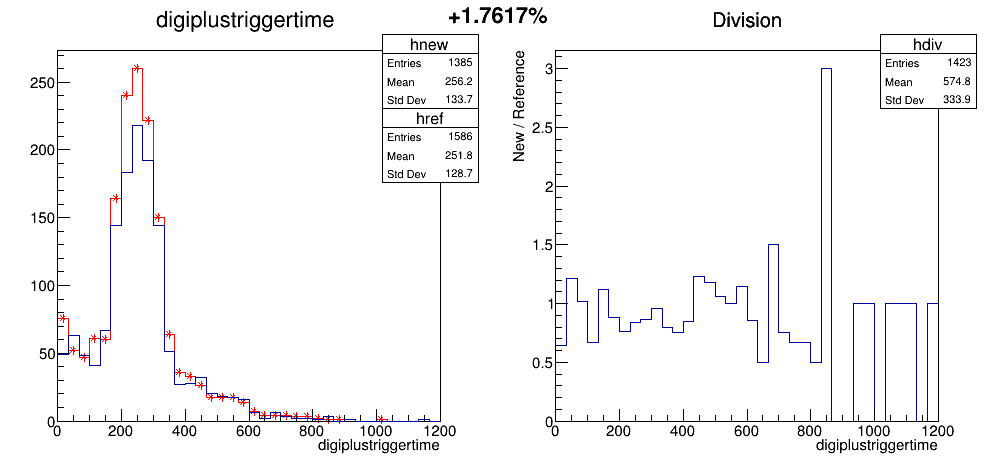 digiplustriggertime
+1.7617%
Division
hnew
Entries 1385
Mean 256.2
Std Dev 133.7
href
Entries 1586
Mean 251.8
Std Dev 128.7
250
200
150
100
50
0
0 200 400 600 800 1000 1200
digiplustriggertime
hdiv
Entries 1423
Mean 574.8
Std Dev 333.9
New / Reference
3
2.5
2
1.5
1
0.5
0
0 200 400 600 800 1000 1200
digiplustriggertime